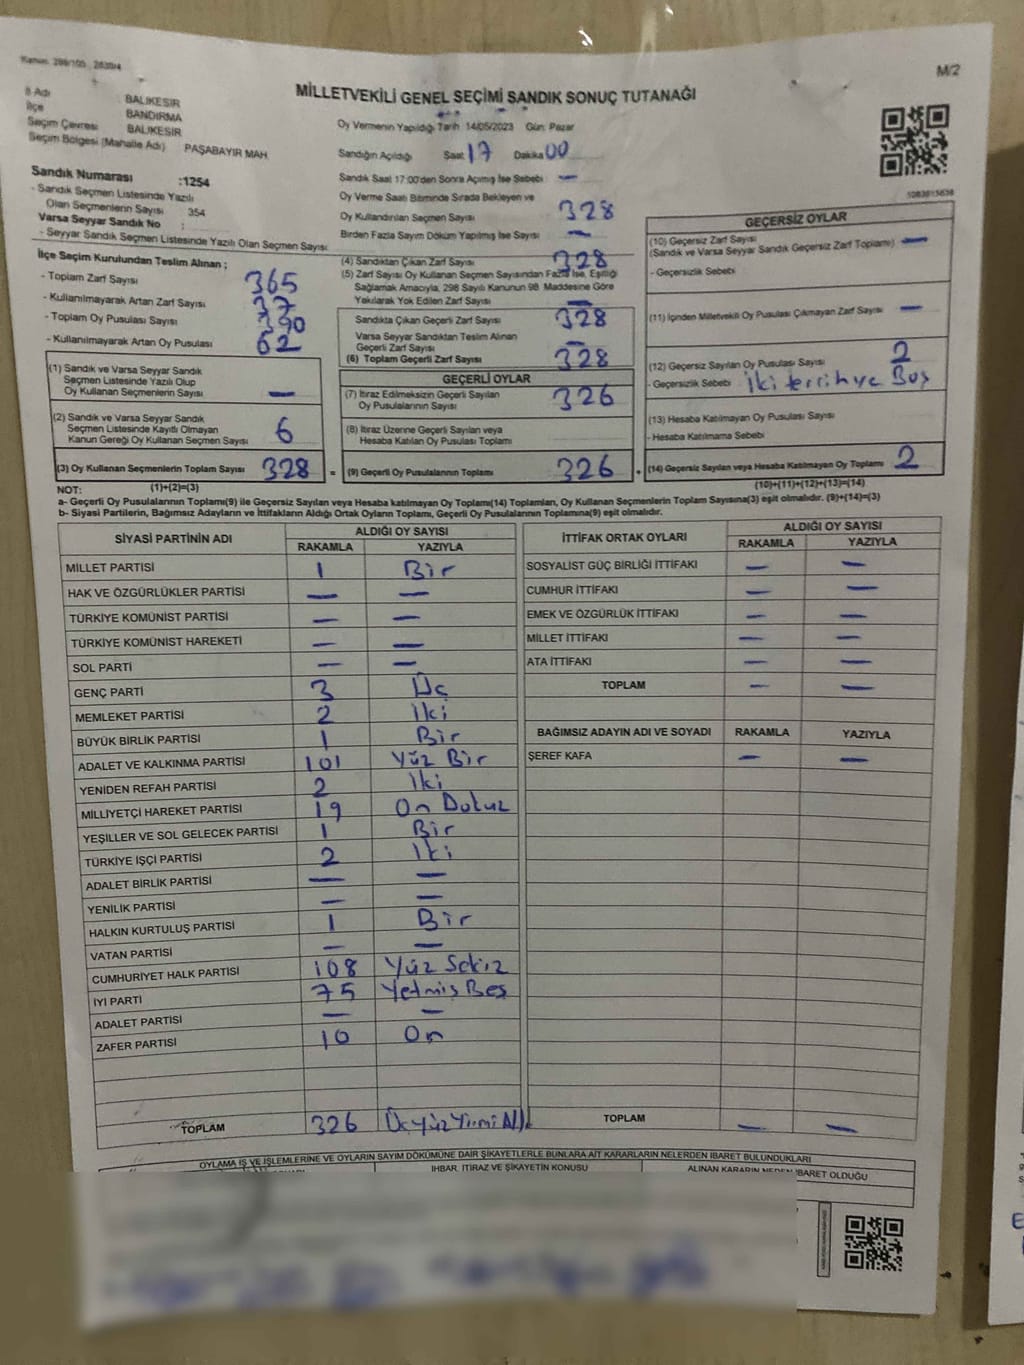 Kanun: 298/105 , 2839/4
M/2
MİLLETVEKİLİ GENEL SEÇİMİ SANDIK SONUÇ TUTANAĞI
İl Adı BALIKESİR
İlçe BANDIRMA
Seçim Çevresi BALIKESİR
Seçim Bölgesi (Mahalle Adı) PAŞABAYIR MAH.
Sandık Numarası :1254
- Sandık Seçmen Listesinde Yazılı
Olan Seçmenlerin Sayısı 354
Varsa Seyyar Sandık No :
- Seyyar Sandık Seçmen Listesinde Yazılı Olan Seçmen Sayısı:
İlçe Seçim Kurulundan Teslim Alınan ;
- Toplam Zarf Sayısı 365
- Kullanılmayarak Artan Zarf Sayısı 37
- Toplam Oy Pusulası Sayısı 390
- Kullanılmayarak Artan Oy Pusulası 62
(1) Sandık ve Varsa Seyyar Sandık
Seçmen Listesinde Yazılı Olup
Oy Kullanan Seçmenlerin Sayısı —
(2) Sandık ve Varsa Seyyar Sandık
Seçmen Listesinde Kayıtlı Olmayan
Kanun Gereği Oy Kullanan Seçmen Sayısı 6
(3) Oy Kullanan Seçmenlerin Toplam Sayısı 328 =
(1)+(2)=(3)
Oy Vermenin Yapıldığı Tarih 14/05/2023 Gün: Pazar
Sandığın Açıldığı Saat 17 Dakika 00
Sandık Saat 17:00'den Sonra Açılmış İse Sebebi : —
Oy Verme Saati Bitiminde Sırada Bekleyen ve
Oy Kullandırılan Seçmen Sayısı 328
Birden Fazla Sayım Döküm Yapılmış İse Sayısı —
(4) Sandıktan Çıkan Zarf Sayısı 328
(5) Zarf Sayısı Oy Kullanan Seçmen Sayısından Fazla İse, Eşitliği
Sağlamak Amacıyla, 298 Sayılı Kanunun 98. Maddesine Göre
Yakılarak Yok Edilen Zarf Sayısı —
Sandıkta Çıkan Geçerli Zarf Sayısı 328
Varsa Seyyar Sandıktan Teslim Alınan
Geçerli Zarf Sayısı —
(6) Toplam Geçerli Zarf Sayısı 328
GEÇERLİ OYLAR
(7) İtiraz Edilmeksizin Geçerli Sayılan
Oy Pusulalarının Sayısı 326
(8) İtiraz Üzerine Geçerli Sayılan veya
Hesaba Katılan Oy Pusulası Toplamı
(9) Geçerli Oy Pusulalarının Toplamı 326 +
1083615638
GEÇERSİZ OYLAR
(10) Geçersiz Zarf Sayısı
(Sandık ve Varsa Seyyar Sandık Geçersiz Zarf Toplamı) —
- Geçersizlik Sebebi
(11) İçinden Milletvekili Oy Pusulası Çıkmayan Zarf Sayısı —
(12) Geçersiz Sayılan Oy Pusulası Sayısı 2
- Geçersizlik Sebebi İki tercih ve Boş
(13) Hesaba Katılmayan Oy Pusulası Sayısı
- Hesaba Katılmama Sebebi
(14) Geçersiz Sayılan veya Hesaba Katılmayan Oy Toplamı 2
(10)+(11)+(12)+(13)=(14)
NOT:
a- Geçerli Oy Pusulalarının Toplamı(9) ile Geçersiz Sayılan veya Hesaba katılmayan Oy Toplamı(14) Toplamları, Oy Kullanan Seçmenlerin Toplam Sayısına(3) eşit olmalıdır. (9)+(14)=(3)
b- Siyasi Partilerin, Bağımsız Adayların ve İttifakların Aldığı Ortak Oyların Toplamı, Geçerli Oy Pusulalarının Toplamına(9) eşit olmalıdır.
SİYASİ PARTİNİN ADI ALDIĞI OY SAYISI
RAKAMLA YAZIYLA
MİLLET PARTİSİ 1 Bir
HAK VE ÖZGÜRLÜKLER PARTİSİ — —
TÜRKİYE KOMÜNİST PARTİSİ — —
TÜRKİYE KOMÜNİST HAREKETİ — —
SOL PARTİ — —
GENÇ PARTİ 3 Üç
MEMLEKET PARTİSİ 2 İki
BÜYÜK BİRLİK PARTİSİ 1 Bir
ADALET VE KALKINMA PARTİSİ 101 Yüz Bir
YENİDEN REFAH PARTİSİ 2 İki
MİLLİYETÇİ HAREKET PARTİSİ 19 On Dokuz
YEŞİLLER VE SOL GELECEK PARTİSİ 1 Bir
TÜRKİYE İŞÇİ PARTİSİ 2 İki
ADALET BİRLİK PARTİSİ — —
YENİLİK PARTİSİ — —
HALKIN KURTULUŞ PARTİSİ 1 Bir
VATAN PARTİSİ — —
CUMHURİYET HALK PARTİSİ 108 Yüz Sekiz
İYİ PARTİ 75 Yetmiş Beş
ADALET PARTİSİ — —
ZAFER PARTİSİ 10 On
TOPLAM 326 Üçyüz Yirmi Altı
İTTİFAK ORTAK OYLARI ALDIĞI OY SAYISI
RAKAMLA YAZIYLA
SOSYALİST GÜÇ BİRLİĞİ İTTİFAKI — —
CUMHUR İTTİFAKI — —
EMEK VE ÖZGÜRLÜK İTTİFAKI — —
MİLLET İTTİFAKI — —
ATA İTTİFAKI — —
TOPLAM — —
BAĞIMSIZ ADAYIN ADI VE SOYADI RAKAMLA YAZIYLA
ŞEREF KAFA — —
TOPLAM — —
OYLAMA İŞ VE İŞLEMLERİNE VE OYLARIN SAYIM DÖKÜMÜNE DAİR ŞİKAYETLERLE BUNLARA AİT KARARLARIN NELERDEN İBARET BULUNDUKLARI
İHBAR, İTİRAZ VE ŞİKAYETİN KONUSU ALINAN KARARIN NEDEN İBARET OLDUĞU